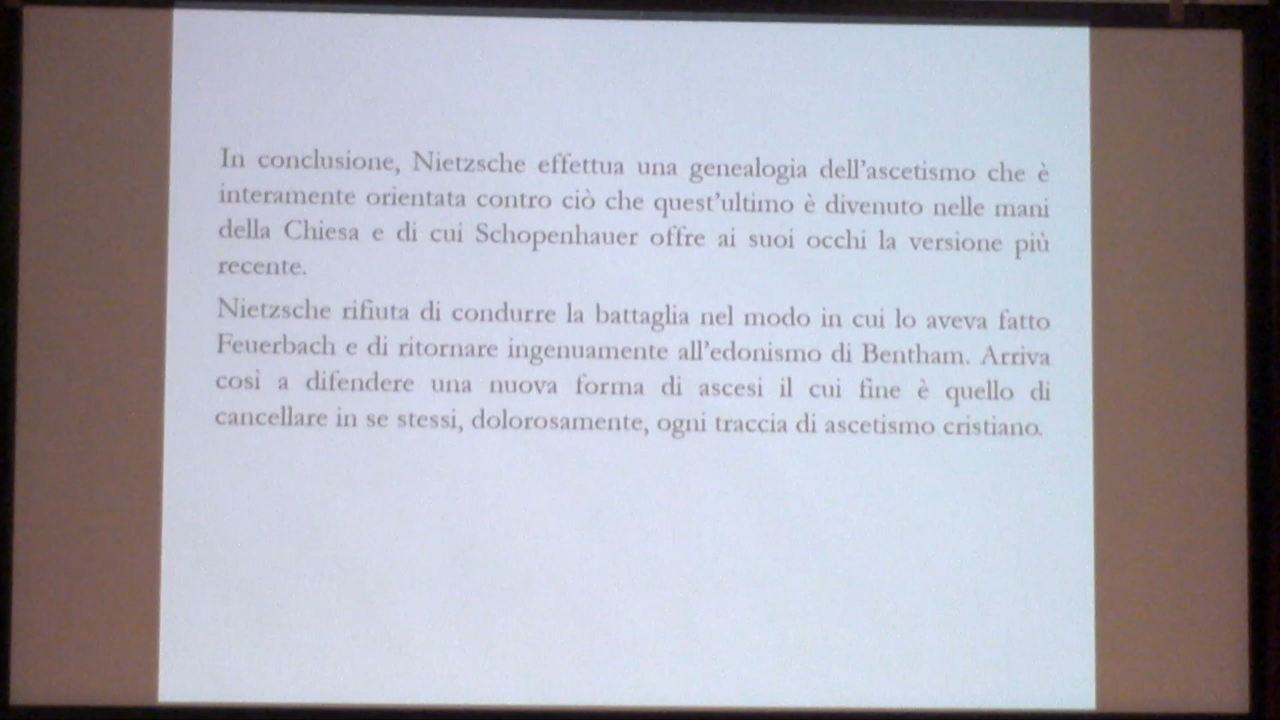 In conclusione, Nietzsche effettua una genealogia dell'ascetismo che è
interamente orientata contro ciò che quest'ultimo è divenuto nelle mani
della Chiesa e di cui Schopenhauer offre ai suoi occhi la versione più
recente.
Nietzsche rifiuta di condurre la battaglia nel modo in cui lo aveva fatto
Feuerbach e di ritornare ingenuamente all'edonismo di Bentham. Arriva
così a difendere una nuova forma di ascesi il cui fine è quello di
cancellare in se stessi, dolorosamente, ogni traccia di ascetismo cristiano.